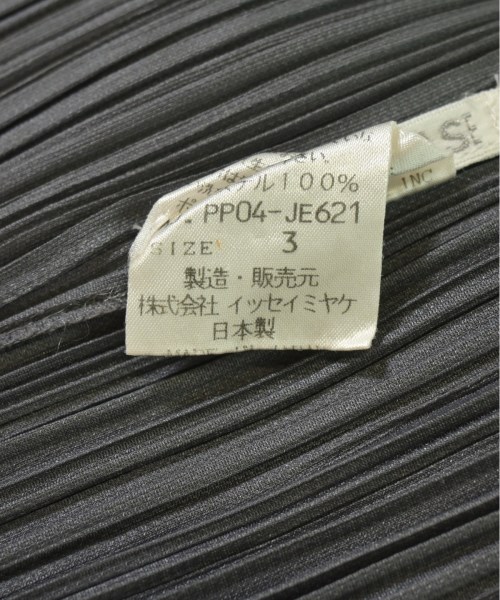 ポリエステル100%
PP04-JE621
SIZE 3
製造・販売元
株式会社 イッセイミヤケ
日本製
INC